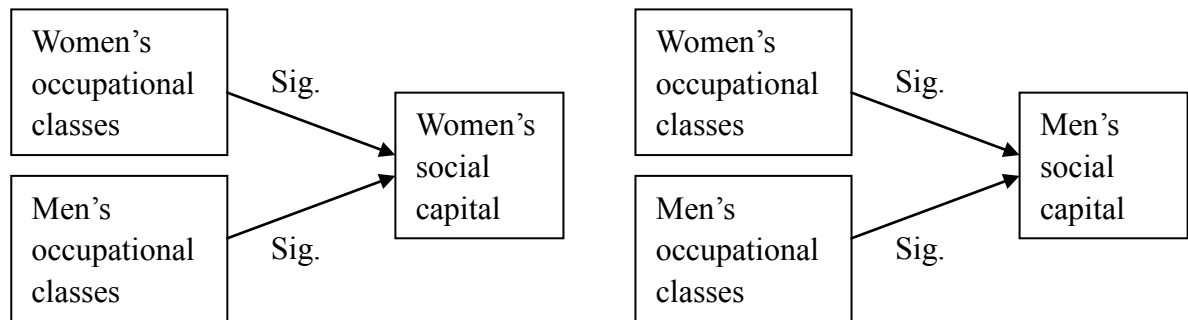 Women’s
occupational
classes
Sig.
Women’s
social
capital
Men’s
occupational
classes
Sig.
Women’s
occupational
classes
Sig.
Men’s
social
capital
Men’s
occupational
classes
Sig.